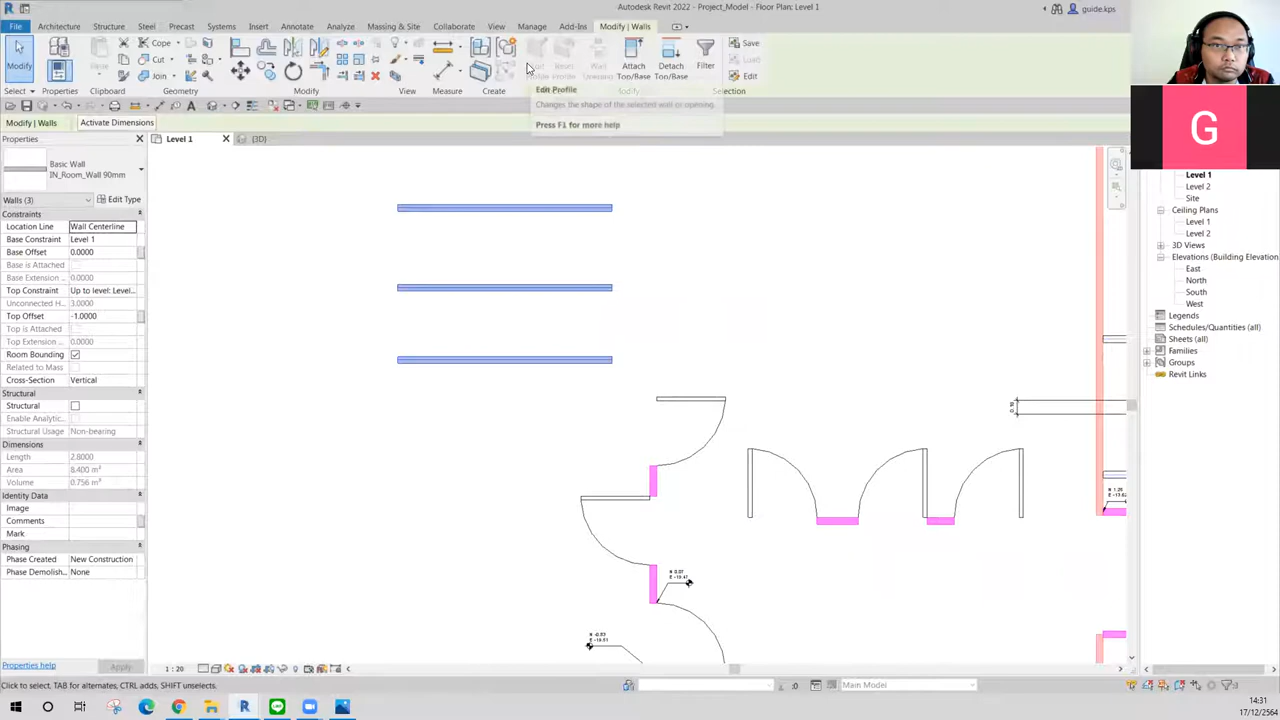 Autodesk Revit 2022 - Project_Model - Floor Plan: Level 1
guide.kps
File Architecture Structure Steel Precast Systems Insert Annotate Analyze Massing & Site Collaborate View Manage Add-Ins Modify | Walls
Modify
Paste
Cope
Cut
Join
Attach Top/Base
Detach Top/Base
Filter
Save
Load
Edit
Select Properties Clipboard Geometry Modify View Measure Create Modify Selection
Edit Profile
Changes the shape of the selected wall or opening.
Press F1 for more help
Modify | Walls Activate Dimensions
Properties
Level 1
{3D}
Basic Wall
IN_Room_Wall 90mm
Walls (3) Edit Type
Constraints
Location Line Wall Centerline
Base Constraint Level 1
Base Offset 0.0000
Base is Attached
Base Extension ... 0.0000
Top Constraint Up to level: Level...
Unconnected H... 3.0000
Top Offset -1.0000
Top is Attached
Top Extension ... 0.0000
Room Bounding
Related to Mass
Cross-Section Vertical
Structural
Structural
Enable Analytic...
Structural Usage Non-bearing
Dimensions
Length 2.8000
Area 8.400 m²
Volume 0.756 m³
Identity Data
Image
Comments
Mark
Phasing
Phase Created New Construction
Phase Demolish... None
Properties help Apply
G
Level 1
Level 2
Site
Ceiling Plans
Level 1
Level 2
3D Views
Elevations (Building Elevation
East
North
South
West
Legends
Schedules/Quantities (all)
Sheets (all)
Families
Groups
Revit Links
1 : 20
Click to select, TAB for alternates, CTRL adds, SHIFT unselects.
:0
Main Model
14:31
17/12/2564